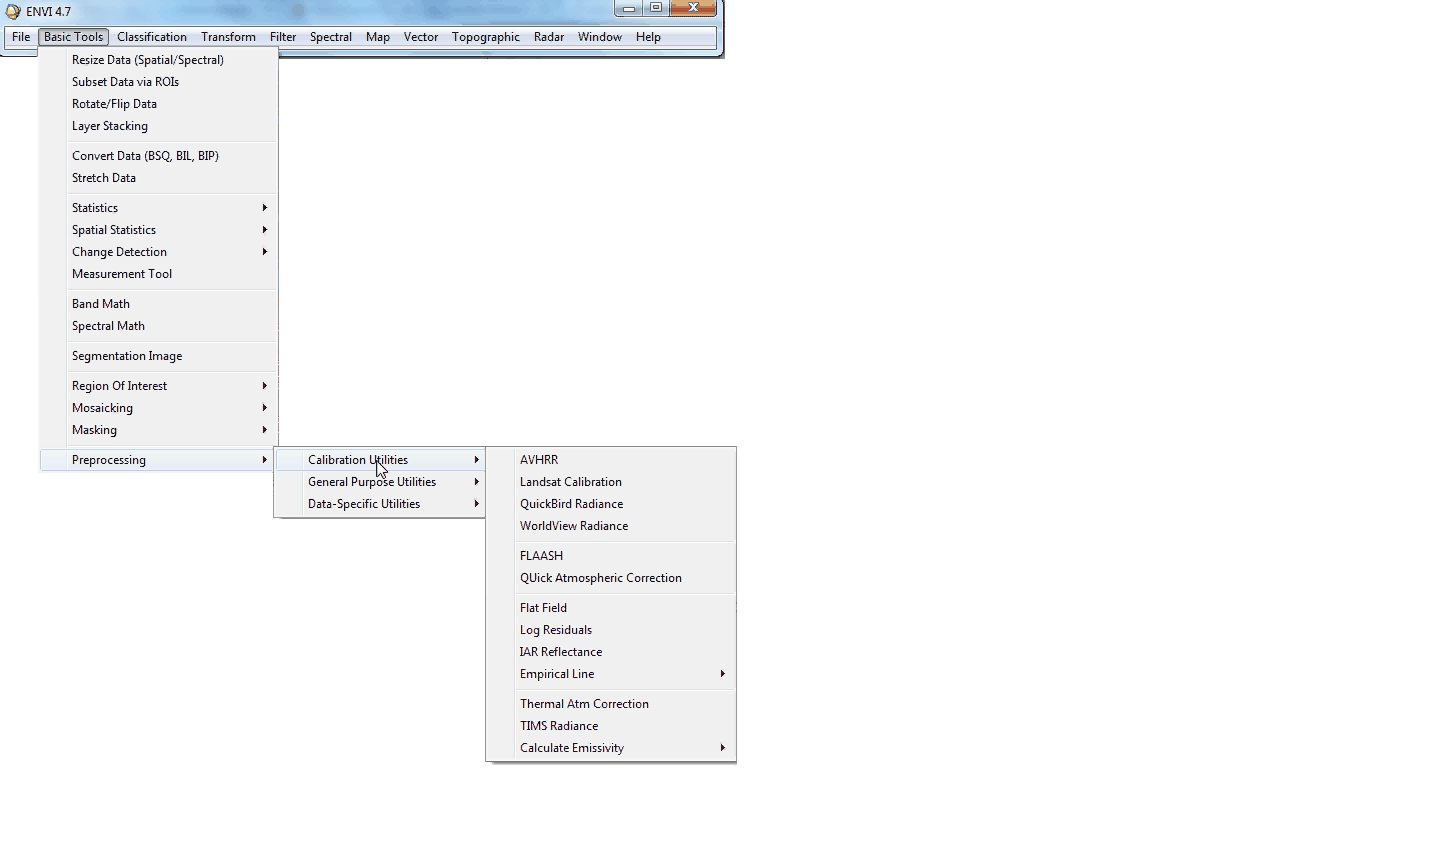 ENVI 4.7
File Basic Tools Classification Transform Filter Spectral Map Vector Topographic Radar Window Help
Resize Data (Spatial/Spectral)
Subset Data via ROIs
Rotate/Flip Data
Layer Stacking
Convert Data (BSQ, BIL, BIP)
Stretch Data
Statistics
Spatial Statistics
Change Detection
Measurement Tool
Band Math
Spectral Math
Segmentation Image
Region Of Interest
Mosaicking
Masking
Preprocessing
Calibration Utilities
General Purpose Utilities
Data-Specific Utilities
AVHRR
Landsat Calibration
QuickBird Radiance
WorldView Radiance
FLAASH
QUick Atmospheric Correction
Flat Field
Log Residuals
IAR Reflectance
Empirical Line
Thermal Atm Correction
TIMS Radiance
Calculate Emissivity